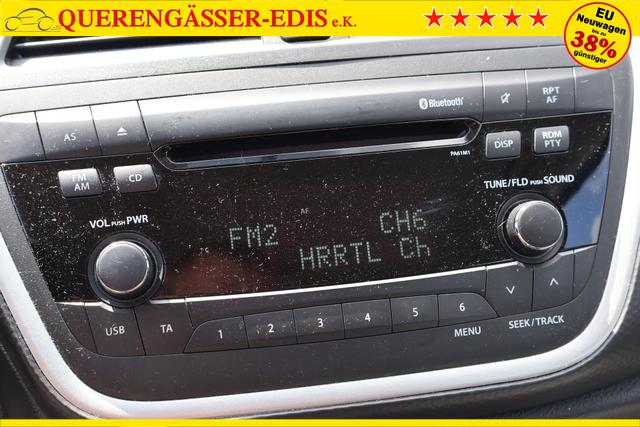 QUERENGÄSSER-EDIS e.K.
EU
Neuwagen
bis zu
38%
günstiger
Bluetooth
RPT
AF
AS
PA61M1
DISP
RDM
PTY
FM
AM
CD
TUNE/FLD PUSH SOUND
VOL PUSH PWR
AF
FM2 CH6
HRRTL Ch
USB
TA
1 2 3 4 5 6
MENU
SEEK/TRACK